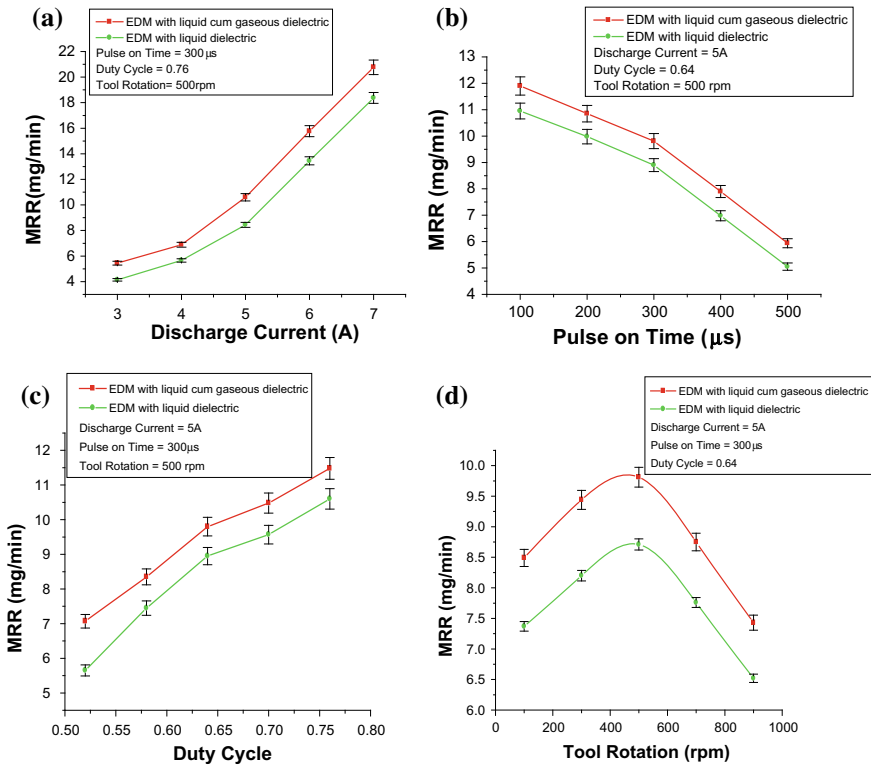 (a)
EDM with liquid cum gaseous dielectric
EDM with liquid dielectric
Pulse on Time = 300µs
Duty Cycle = 0.76
Tool Rotation= 500rpm
22
20
18
16
14
12
10
8
6
4
MRR(mg/min)
3 4 5 6 7
Discharge Current (A)
(b)
EDM with liquid cum gaseous dielectric
EDM with liquid dielectric
Discharge Current = 5A
Duty Cycle = 0.64
Tool Rotation = 500 rpm
13
12
11
10
9
8
7
6
5
4
MRR (mg/min)
100 200 300 400 500
Pulse on Time (µs)
(c)
EDM with liquid cum gaseous dielectric
EDM with liquid dielectric
Discharge Current = 5A
Pulse on Time = 300µs
Tool Rotation = 500 rpm
12
11
10
9
8
7
6
5
MRR (mg/min)
0.50 0.55 0.60 0.65 0.70 0.75 0.80
Duty Cycle
(d)
EDM with liquid cum gaseous dielectric
EDM with liquid dielectric
Discharge Current = 5A
Pulse on Time = 300µs
Duty Cycle = 0.64
10.0
9.5
9.0
8.5
8.0
7.5
7.0
6.5
6.0
MRR (mg/min)
0 200 400 600 800 1000
Tool Rotation (rpm)